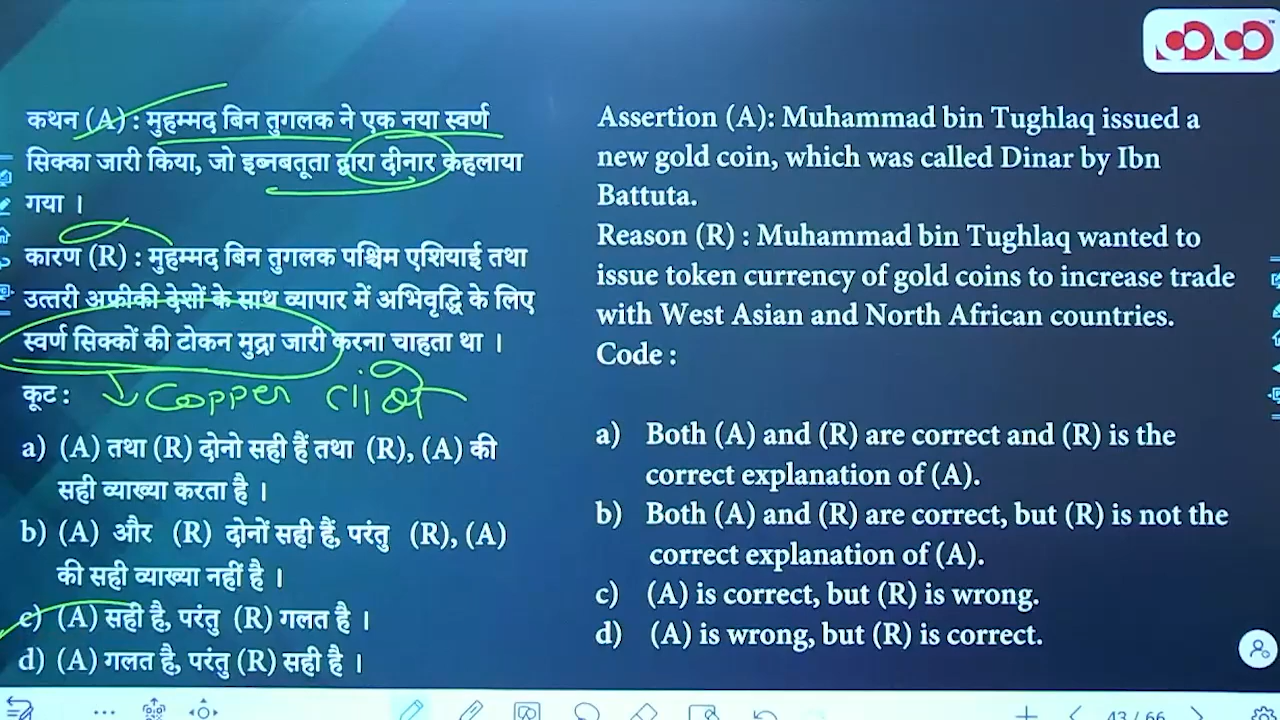 कथन (A) : मुहम्मद बिन तुगलक ने एक नया स्वर्ण
सिक्का जारी किया, जो इब्नबतूता द्वारा दीनार कहलाया
गया ।
कारण (R) : मुहम्मद बिन तुगलक पश्चिम एशियाई तथा
उत्तरी अफ्रीकी देशों के साथ व्यापार में अभिवृद्धि के लिए
स्वर्ण सिक्कों की टोकन मुद्रा जारी करना चाहता था ।
कूट :
Copper
a) (A) तथा (R) दोनो सही हैं तथा (R), (A) की
सही व्याख्या करता है ।
b) (A) और (R) दोनों सही हैं, परंतु (R), (A)
की सही व्याख्या नहीं है ।
c) (A) सही है, परंतु (R) गलत है ।
d) (A) गलत है, परंतु (R) सही है ।
Assertion (A): Muhammad bin Tughlaq issued a
new gold coin, which was called Dinar by Ibn
Battuta.
Reason (R) : Muhammad bin Tughlaq wanted to
issue token currency of gold coins to increase trade
with West Asian and North African countries.
Code :
a) Both (A) and (R) are correct and (R) is the
correct explanation of (A).
b) Both (A) and (R) are correct, but (R) is not the
correct explanation of (A).
c) (A) is correct, but (R) is wrong.
d) (A) is wrong, but (R) is correct.
43 / 66